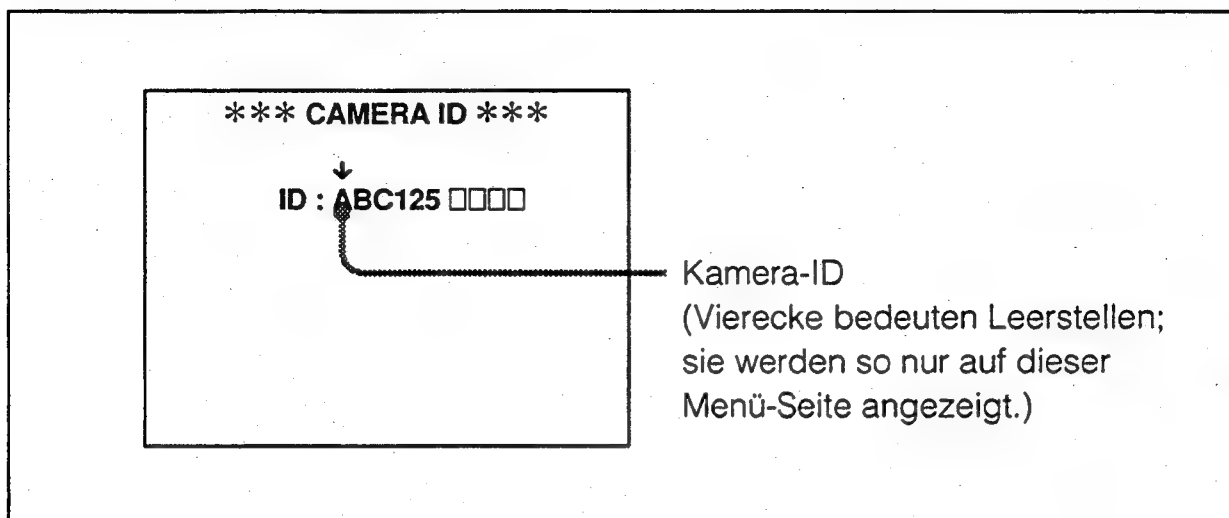 *** CAMERA ID ***
↓
ID : ABC125 □□□□
Kamera-ID
(Vierecke bedeuten Leerstellen;
sie werden so nur auf dieser
Menü-Seite angezeigt.)